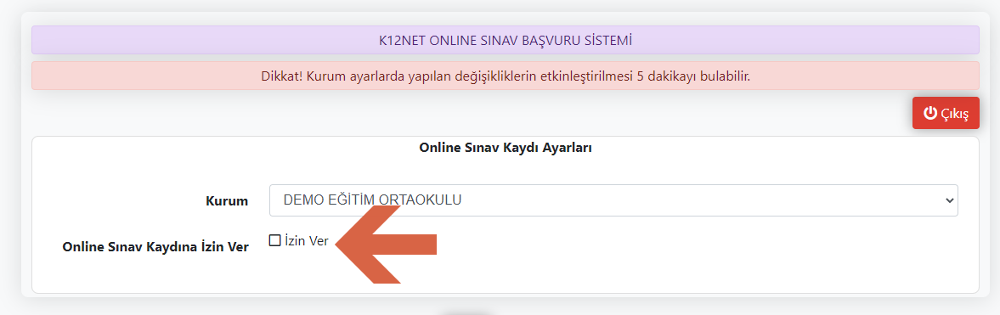 K12NET ONLINE SINAV BAŞVURU SİSTEMİ
Dikkat! Kurum ayarlarda yapılan değişikliklerin etkinleştirilmesi 5 dakikayı bulabilir.
Çıkış
Online Sınav Kaydı Ayarları
Kurum DEMO EĞİTİM ORTAOKULU
Online Sınav Kaydına İzin Ver İzin Ver